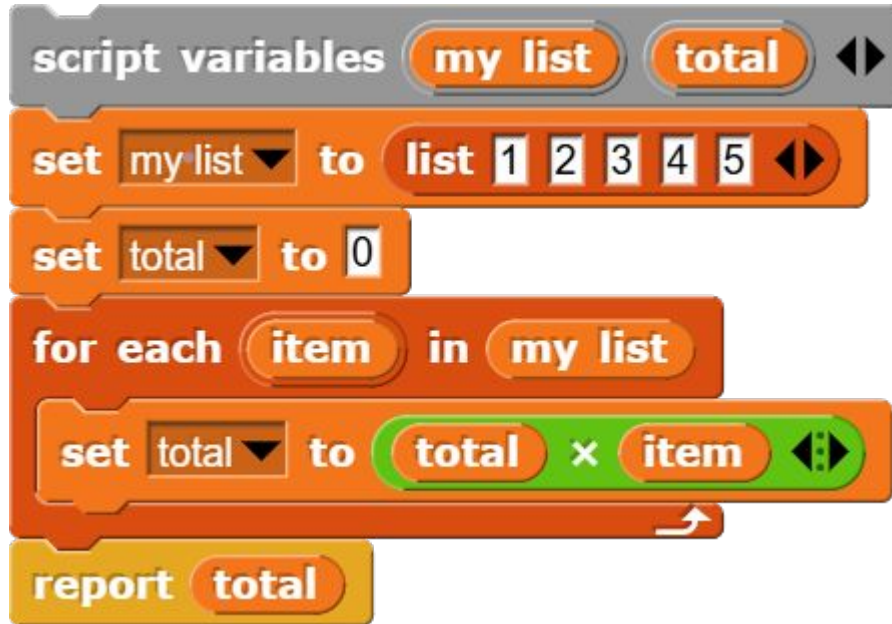 script variables my list total
set my list to list 1 2 3 4 5
set total to 0
for each item in my list
set total to total × item
report total